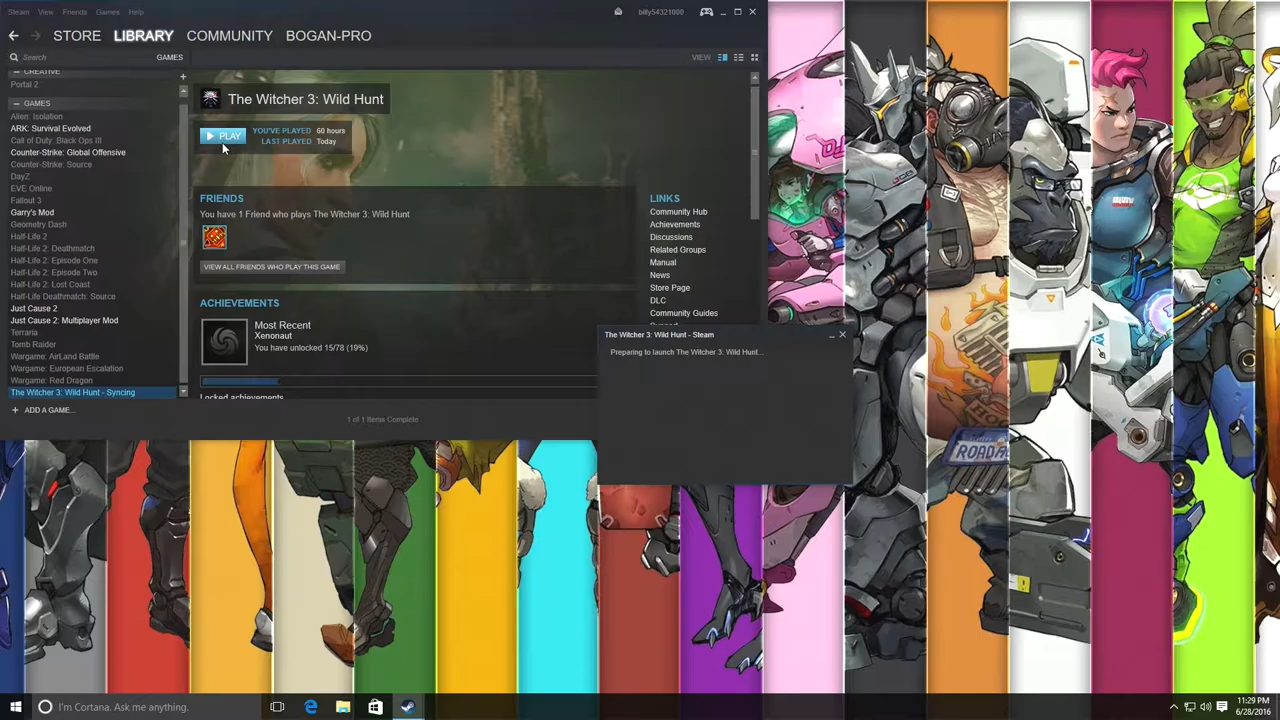 Steam View Friends Games Help
billy54321000
STORE LIBRARY COMMUNITY BOGAN-PRO
Search GAMES
VIEW
CREATIVE
Portal 2
GAMES
Alien: Isolation
ARK: Survival Evolved
Call of Duty: Black Ops III
Counter-Strike: Global Offensive
Counter-Strike: Source
DayZ
EVE Online
Fallout 3
Garry's Mod
Geometry Dash
Half-Life 2
Half-Life 2: Deathmatch
Half-Life 2: Episode One
Half-Life 2: Episode Two
Half-Life 2: Lost Coast
Half-Life Deathmatch: Source
Just Cause 2
Just Cause 2: Multiplayer Mod
Terraria
Tomb Raider
Wargame: AirLand Battle
Wargame: European Escalation
Wargame: Red Dragon
The Witcher 3: Wild Hunt - Syncing
ADD A GAME...
The Witcher 3: Wild Hunt
PLAY
YOU'VE PLAYED 60 hours
LAST PLAYED Today
FRIENDS
You have 1 Friend who plays The Witcher 3: Wild Hunt
VIEW ALL FRIENDS WHO PLAY THIS GAME
ACHIEVEMENTS
Most Recent
Xenonaut
You have unlocked 15/78 (19%)
Locked achievements
1 of 1 Items Complete
LINKS
Community Hub
Achievements
Discussions
Related Groups
Manual
News
Store Page
DLC
Community Guides
The Witcher 3: Wild Hunt - Steam
Preparing to launch The Witcher 3: Wild Hunt...
I'm Cortana. Ask me anything.
11:29 PM
6/28/2016